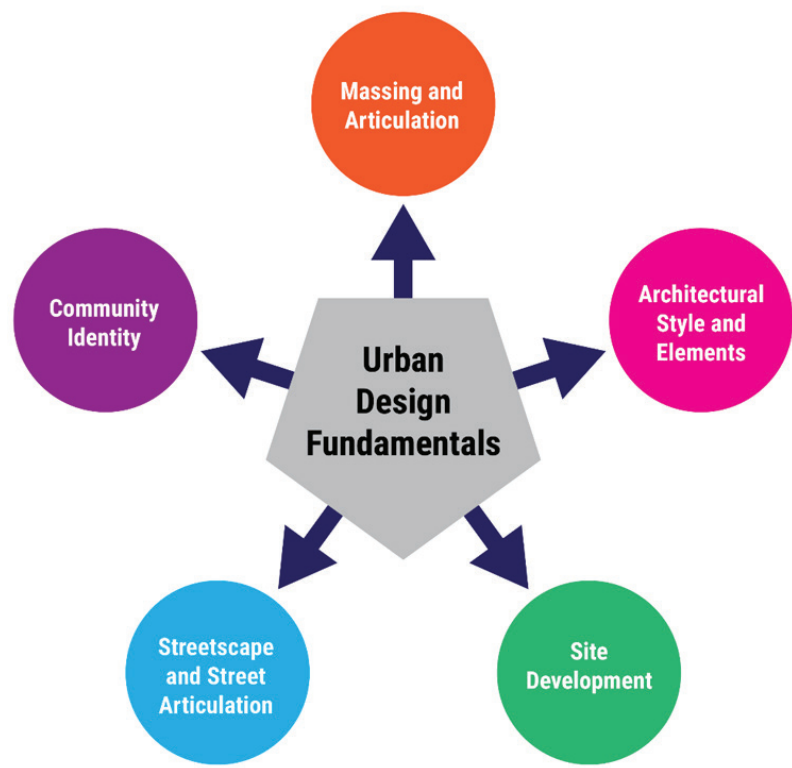 Massing and
Articulation
Community
Identity
Architectural
Style and
Elements
Urban
Design
Fundamentals
Streetscape
and Street
Articulation
Site
Development